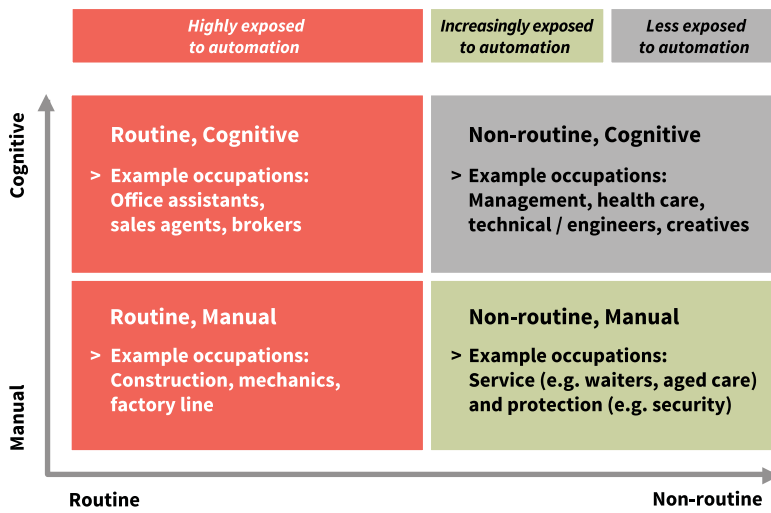 Highly exposed
to automation
Increasingly exposed
to automation
Less exposed
to automation
Cognitive
Routine, Cognitive
> Example occupations:
Office assistants,
sales agents, brokers
Non-routine, Cognitive
> Example occupations:
Management, health care,
technical / engineers, creatives
Manual
Routine, Manual
> Example occupations:
Construction, mechanics,
factory line
Non-routine, Manual
> Example occupations:
Service (e.g. waiters, aged care)
and protection (e.g. security)
Routine
Non-routine